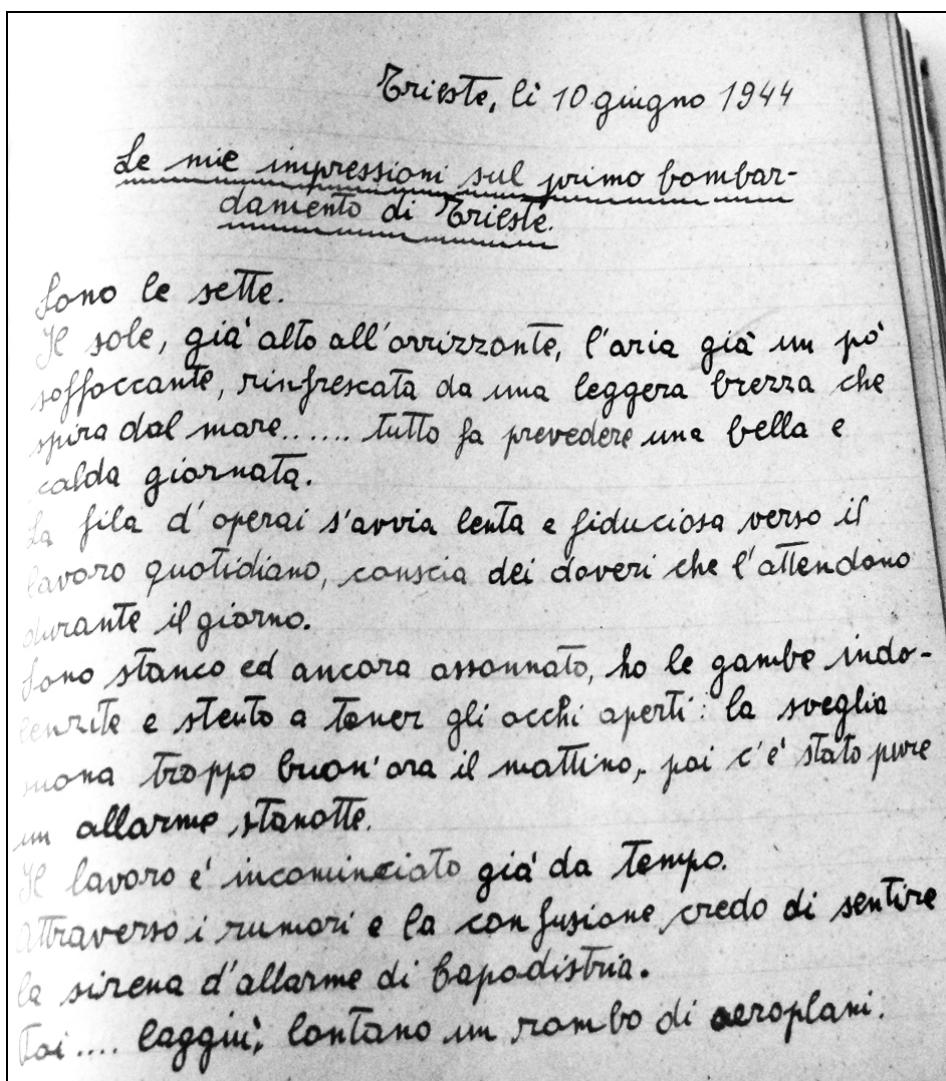 Trieste, li 10 giugno 1944
Le mie impressioni sul primo bombar-
damento di Trieste.
Sono le sette.
Il sole, già alto all'orrizzonte, l'aria già un pò
soffoccante, rinfrescata da una leggera brezza che
spira dal mare...... tutto fa prevedere una bella e
calda giornata.
La fila d'operai s'avvia lenta e fiduciosa verso il
lavoro quotidiano, conscia dei doveri che l'attendono
durante il giorno.
Sono stanco ed ancora assonnato, ho le gambe indo-
lenzite e stento a tener gli occhi aperti: la sveglia
suona troppo buon'ora il mattino, poi c'è stato pure
un allarme stanotte.
Il lavoro è incominciato già da tempo.
Attraverso i rumori e la confusione credo di sentire
la sirena d'allarme di Capodistria.
Poi.... laggiù, lontano un rombo di aeroplani.